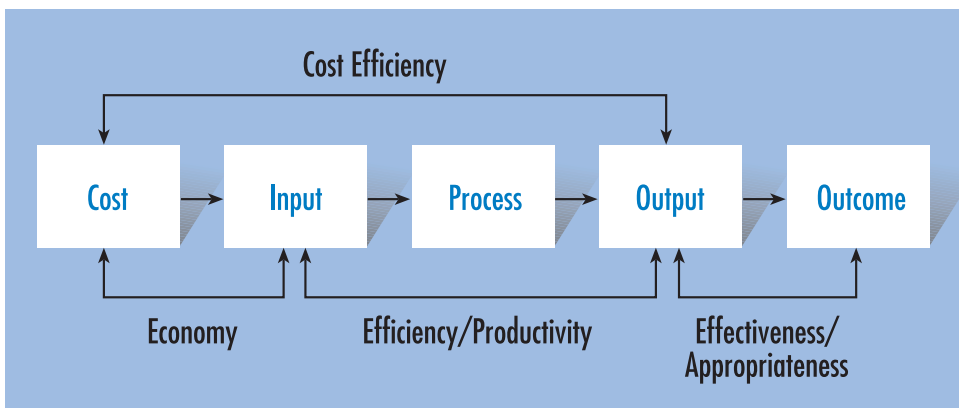 Cost Efficiency
Cost
Input
Process
Output
Outcome
Economy
Efficiency/Productivity
Effectiveness/
Appropriateness